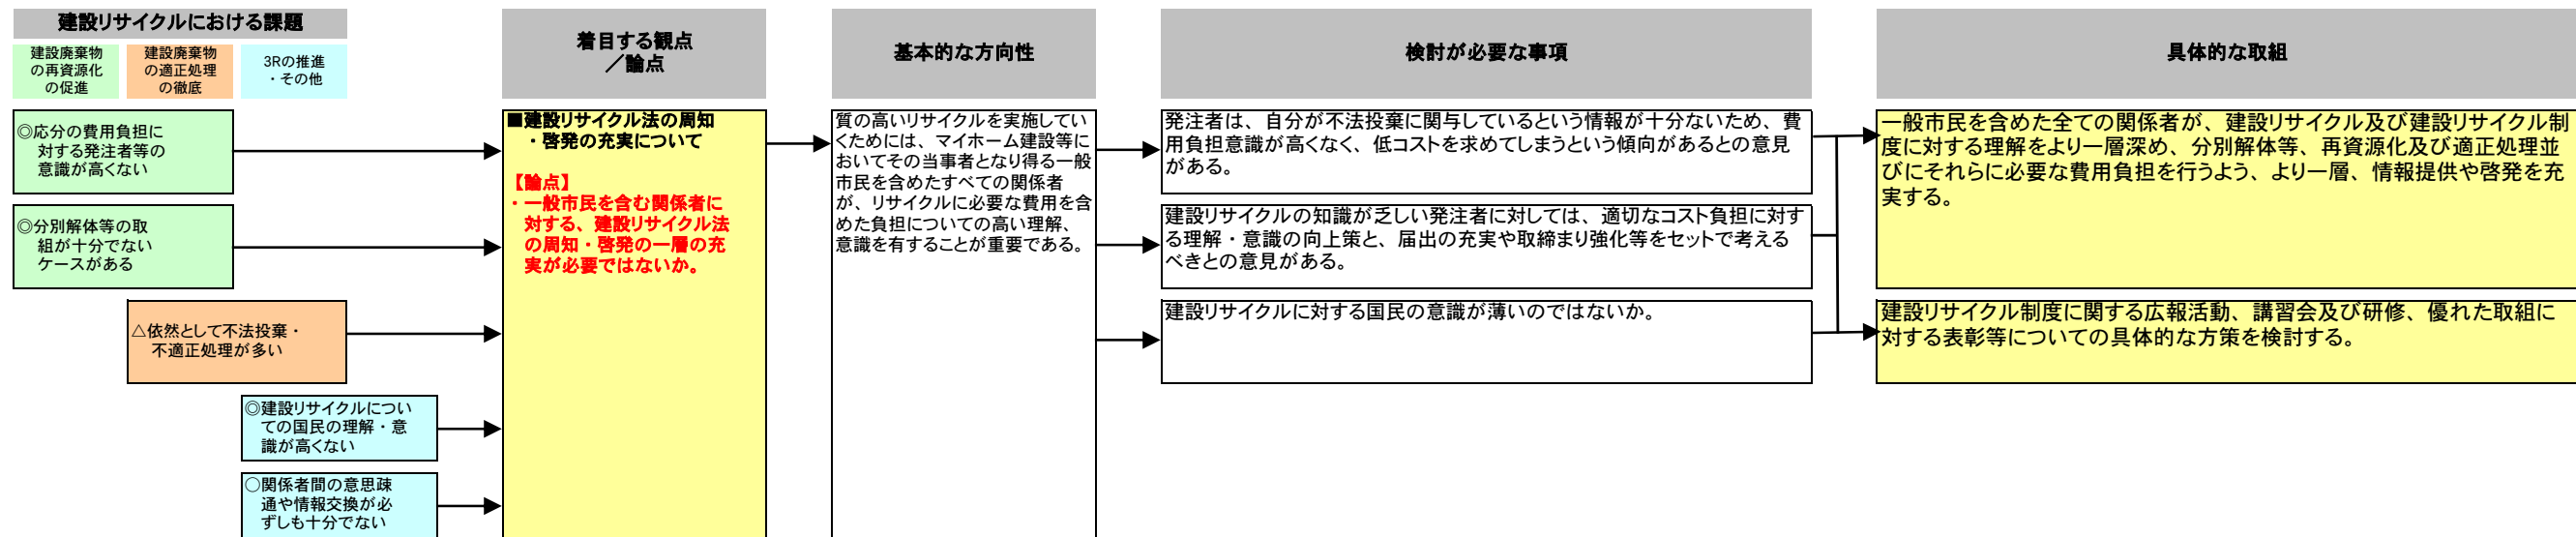 建設リサイクルにおける課題
建設廃棄物
の再資源化
の促進
建設廃棄物
の適正処理
の徹底
3Rの推進
・その他
着目する観点
／論点
基本的な方向性
検討が必要な事項
具体的な取組
◎応分の費用負担に
対する発注者等の
意識が高くない
◎分別解体等の取
組が十分でない
ケースがある
△依然として不法投棄・
不適正処理が多い
◎建設リサイクルについ
ての国民の理解・意
識が高くない
○関係者間の意思疎
通や情報交換が必
ずしも十分でない
■建設リサイクル法の周知
・啓発の充実について
【論点】
・一般市民を含む関係者に
対する、建設リサイクル法
の周知・啓発の一層の充
実が必要ではないか。
質の高いリサイクルを実施してい
くためには、マイホーム建設等に
おいてその当事者となり得る一般
市民を含めたすべての関係者
が、リサイクルに必要な費用を含
めた負担についての高い理解、
意識を有することが重要である。
発注者は、自分が不法投棄に関与しているという情報が十分ないため、費
用負担意識が高くなく、低コストを求めてしまうという傾向があるとの意見
がある。
建設リサイクルの知識が乏しい発注者に対しては、適切なコスト負担に対す
る理解・意識の向上策と、届出の充実や取締まり強化等をセットで考える
べきとの意見がある。
建設リサイクルに対する国民の意識が薄いのではないか。
一般市民を含めた全ての関係者が、建設リサイクル及び建設リサイクル制
度に対する理解をより一層深め、分別解体等、再資源化及び適正処理並
びにそれらに必要な費用負担を行うよう、より一層、情報提供や啓発を充
実する。
建設リサイクル制度に関する広報活動、講習会及び研修、優れた取組に
対する表彰等についての具体的な方策を検討する。